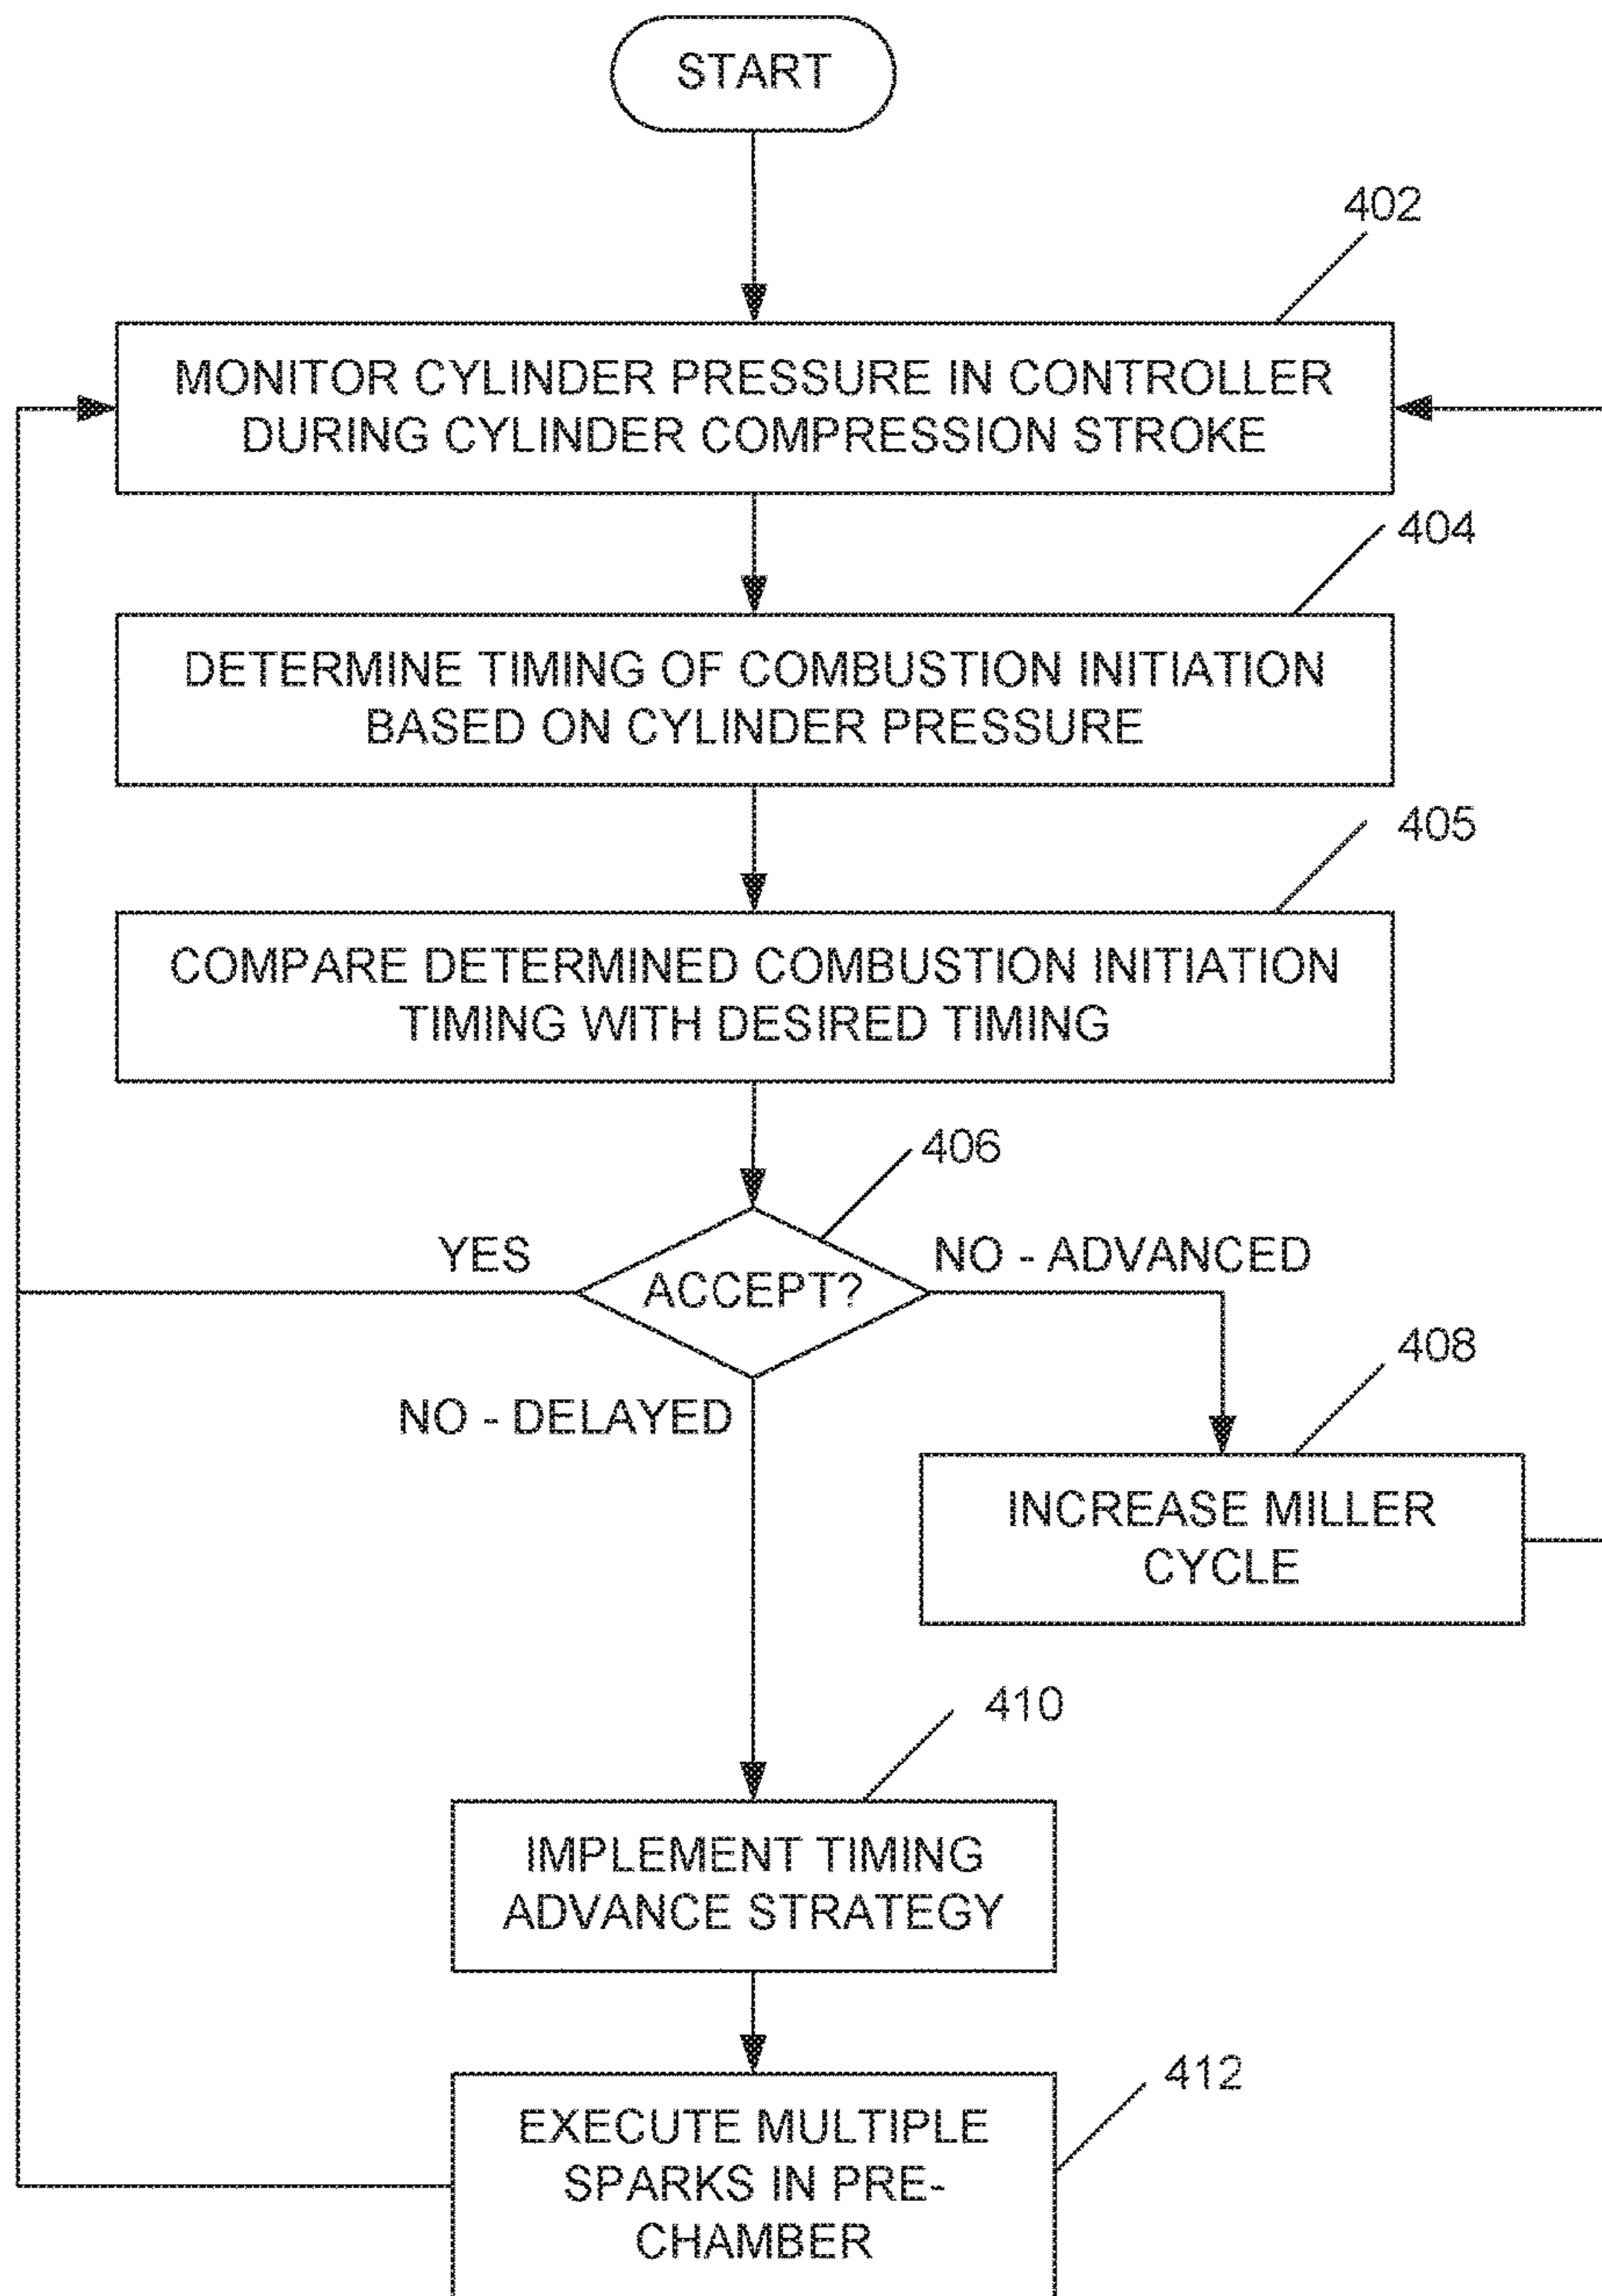 START
402
MONITOR CYLINDER PRESSURE IN CONTROLLER
DURING CYLINDER COMPRESSION STROKE
404
DETERMINE TIMING OF COMBUSTION INITIATION
BASED ON CYLINDER PRESSURE
405
COMPARE DETERMINED COMBUSTION INITIATION
TIMING WITH DESIRED TIMING
406
YES
ACCEPT?
NO - ADVANCED
408
NO - DELAYED
INCREASE MILLER
CYCLE
410
IMPLEMENT TIMING
ADVANCE STRATEGY
412
EXECUTE MULTIPLE
SPARKS IN PRE-
CHAMBER